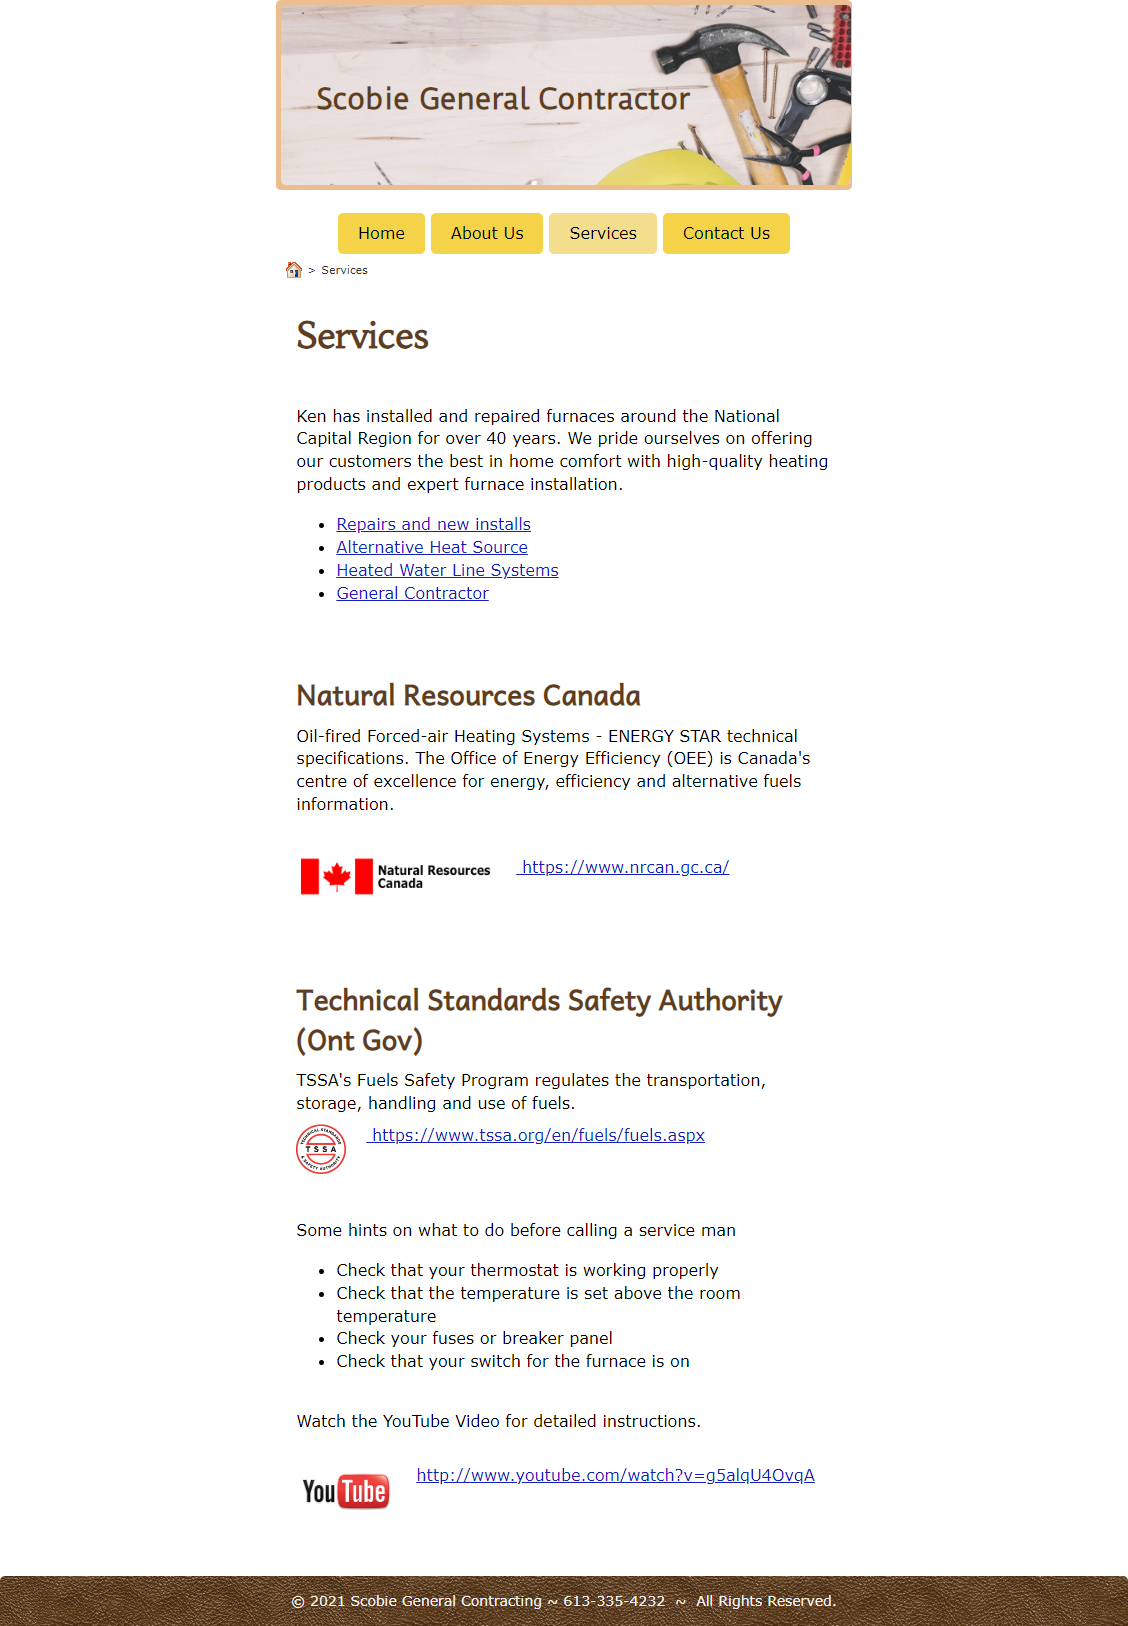 Scobie General Contractor
Home About Us Services Contact Us
> Services
Services
Ken has installed and repaired furnaces around the National
Capital Region for over 40 years. We pride ourselves on offering
our customers the best in home comfort with high-quality heating
products and expert furnace installation.
• Repairs and new installs
• Alternative Heat Source
• Heated Water Line Systems
• General Contractor
Natural Resources Canada
Oil-fired Forced-air Heating Systems - ENERGY STAR technical
specifications. The Office of Energy Efficiency (OEE) is Canada's
centre of excellence for energy, efficiency and alternative fuels
information.
Natural Resources
Canada
https://www.nrcan.gc.ca/
Technical Standards Safety Authority
(Ont Gov)
TSSA's Fuels Safety Program regulates the transportation,
storage, handling and use of fuels.
TECHNICAL STANDARDS
TSSA
& SAFETY AUTHORITY
https://www.tssa.org/en/fuels/fuels.aspx
Some hints on what to do before calling a service man
• Check that your thermostat is working properly
• Check that the temperature is set above the room
temperature
• Check your fuses or breaker panel
• Check that your switch for the furnace is on
Watch the YouTube Video for detailed instructions.
YouTube
http://www.youtube.com/watch?v=g5alqU4OvqA
© 2021 Scobie General Contracting ~ 613-335-4232 ~ All Rights Reserved.